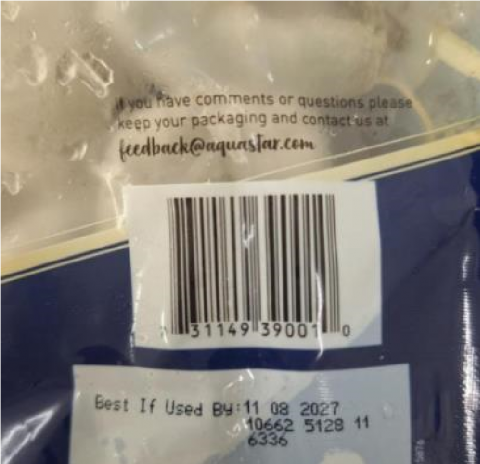 If you have comments or questions please
keep your packaging and contact us at
feedback@aquastar.com
31149 39001 0
Best If Used By:11 08 2027
10662 5128 11
6336